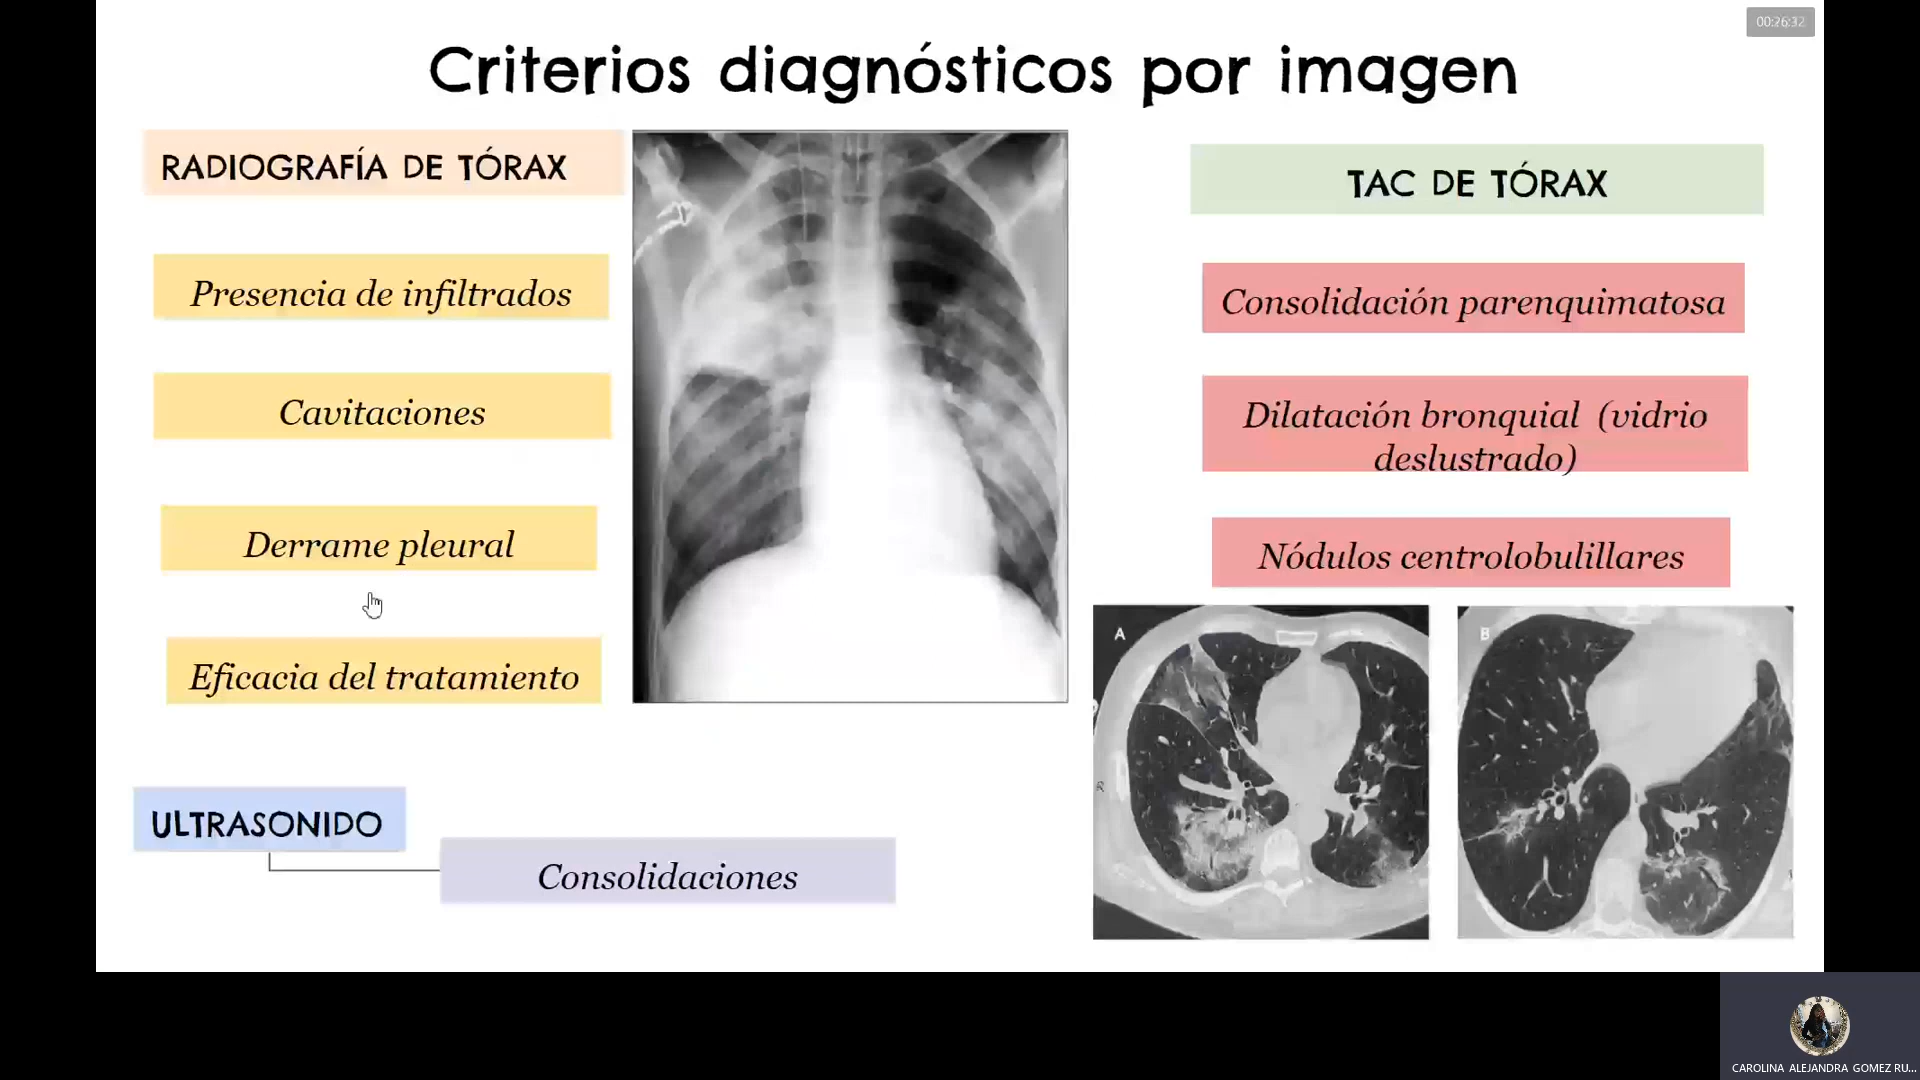 00:26:32
Criterios diagnósticos por imagen
RADIOGRAFÍA DE TÓRAX
Presencia de infiltrados
Cavitaciones
Derrame pleural
Eficacia del tratamiento
ULTRASONIDO
Consolidaciones
TAC DE TÓRAX
Consolidación parenquimatosa
Dilatación bronquial (vidrio
deslustrado)
Nódulos centrolobulillares
A
R
B
CAROLINA ALEJANDRA GOMEZ RU...